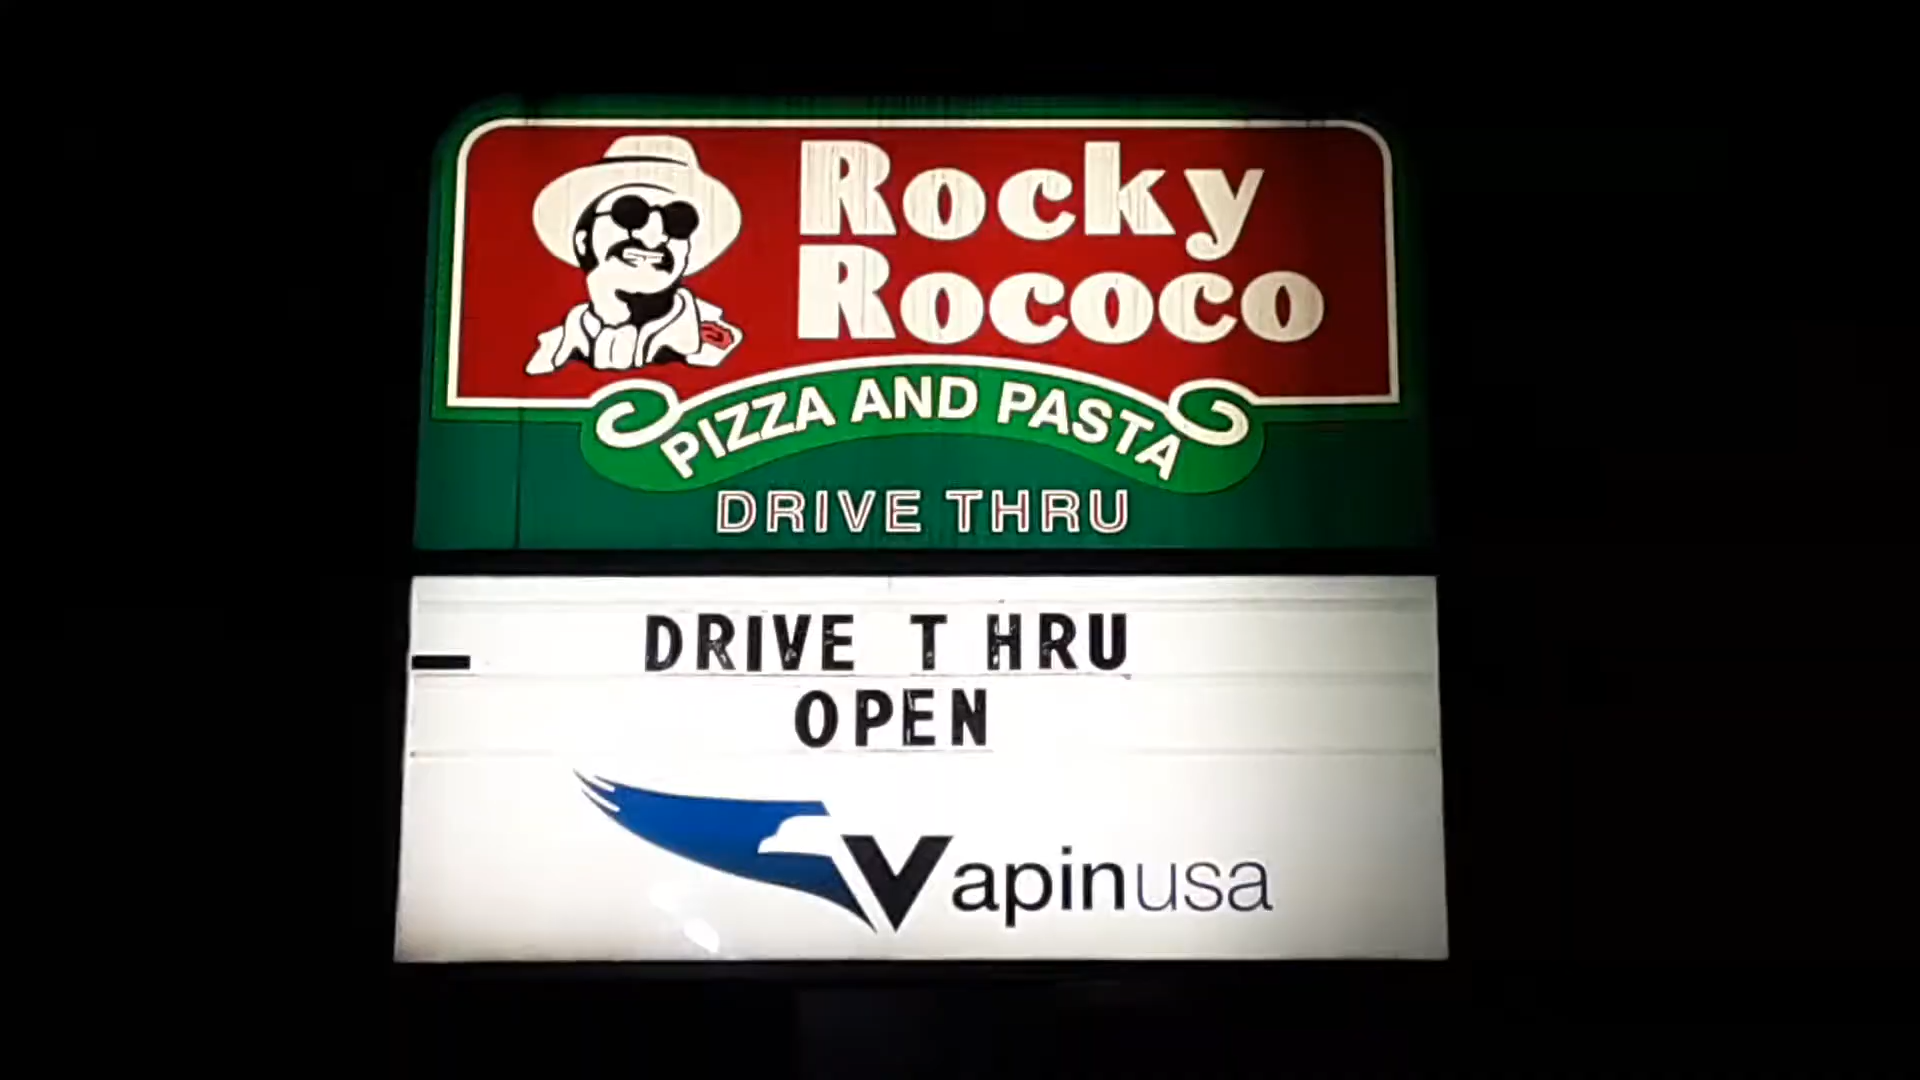 Rocky
Rococo
PIZZA AND PASTA
DRIVE THRU
DRIVE T HRU
OPEN
Vapinusa